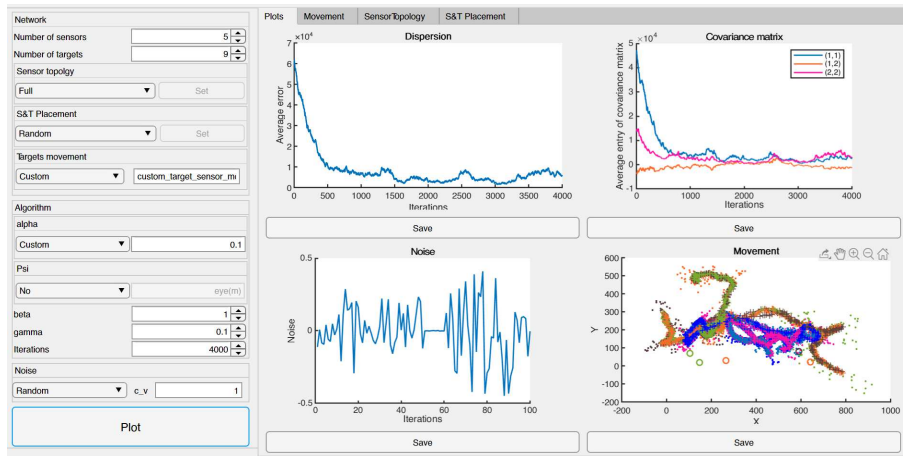 Network
Number of sensors 5
Number of targets 9
Sensor topolgy
Full Set
S&T Placement
Random Set
Targets movement
Custom custom_target_sensor_m
Algorithm
alpha
Custom 0.1
Psi
No eye(m)
beta 1
gamma 0.1
Iterations 4000
Noise
Random c_v 1
Plot
Plots Movement SensorTopology S&T Placement
Dispersion
×10⁴
7
6
5
4
3
2
1
0
Average error
0 500 1000 1500 2000 2500 3000 3500 4000
Iterations
Save
Covariance matrix
×10⁴
5
4
3
2
1
0
-1
Average entry of covariance matrix
(1,1)
(1,2)
(2,2)
0 1000 2000 3000 4000
Iterations
Save
Noise
0.5
0
-0.5
Noise
0 20 40 60 80 100
Iterations
Save
Movement
600
500
400
300
200
100
0
-100
-200
Y
-200 0 200 400 600 800 1000
X
Save